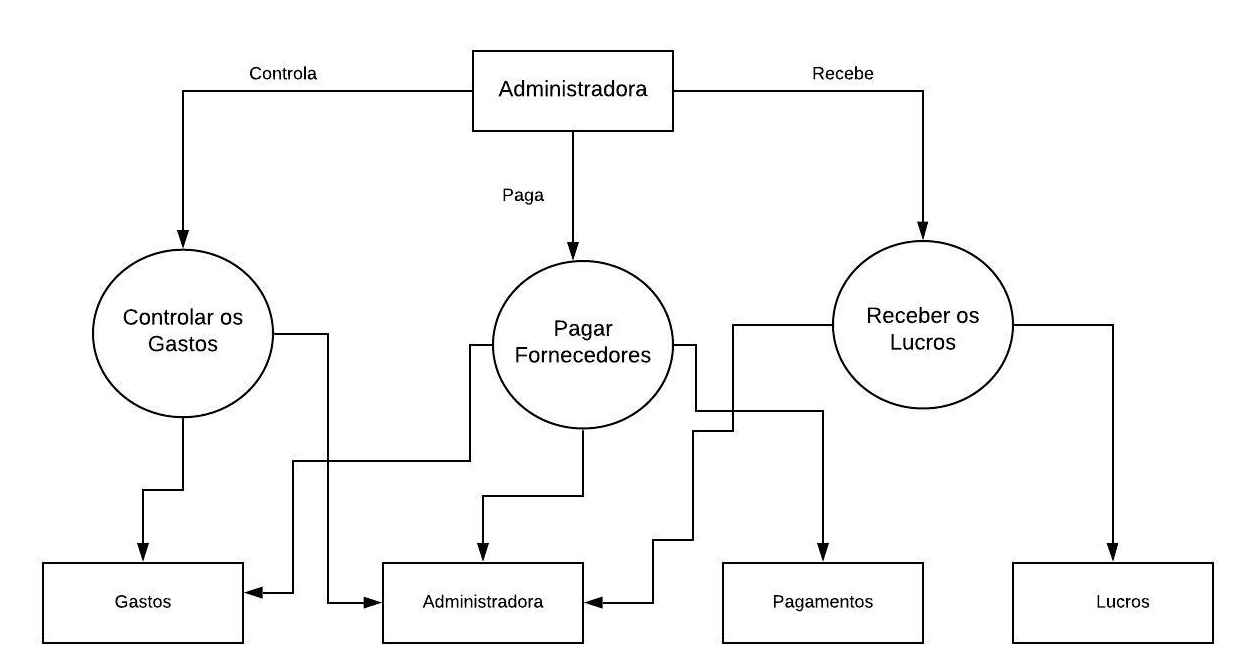 Controla
Administradora
Recebe
Paga
Controlar os
Gastos
Pagar
Fornecedores
Receber os
Lucros
Gastos
Administradora
Pagamentos
Lucros